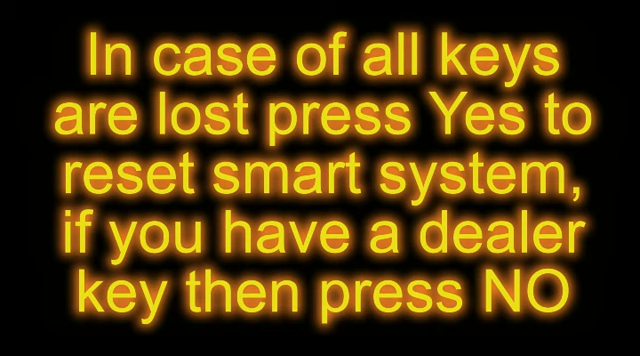 In case of all keys
are lost press Yes to
reset smart system,
if you have a dealer
key then press NO